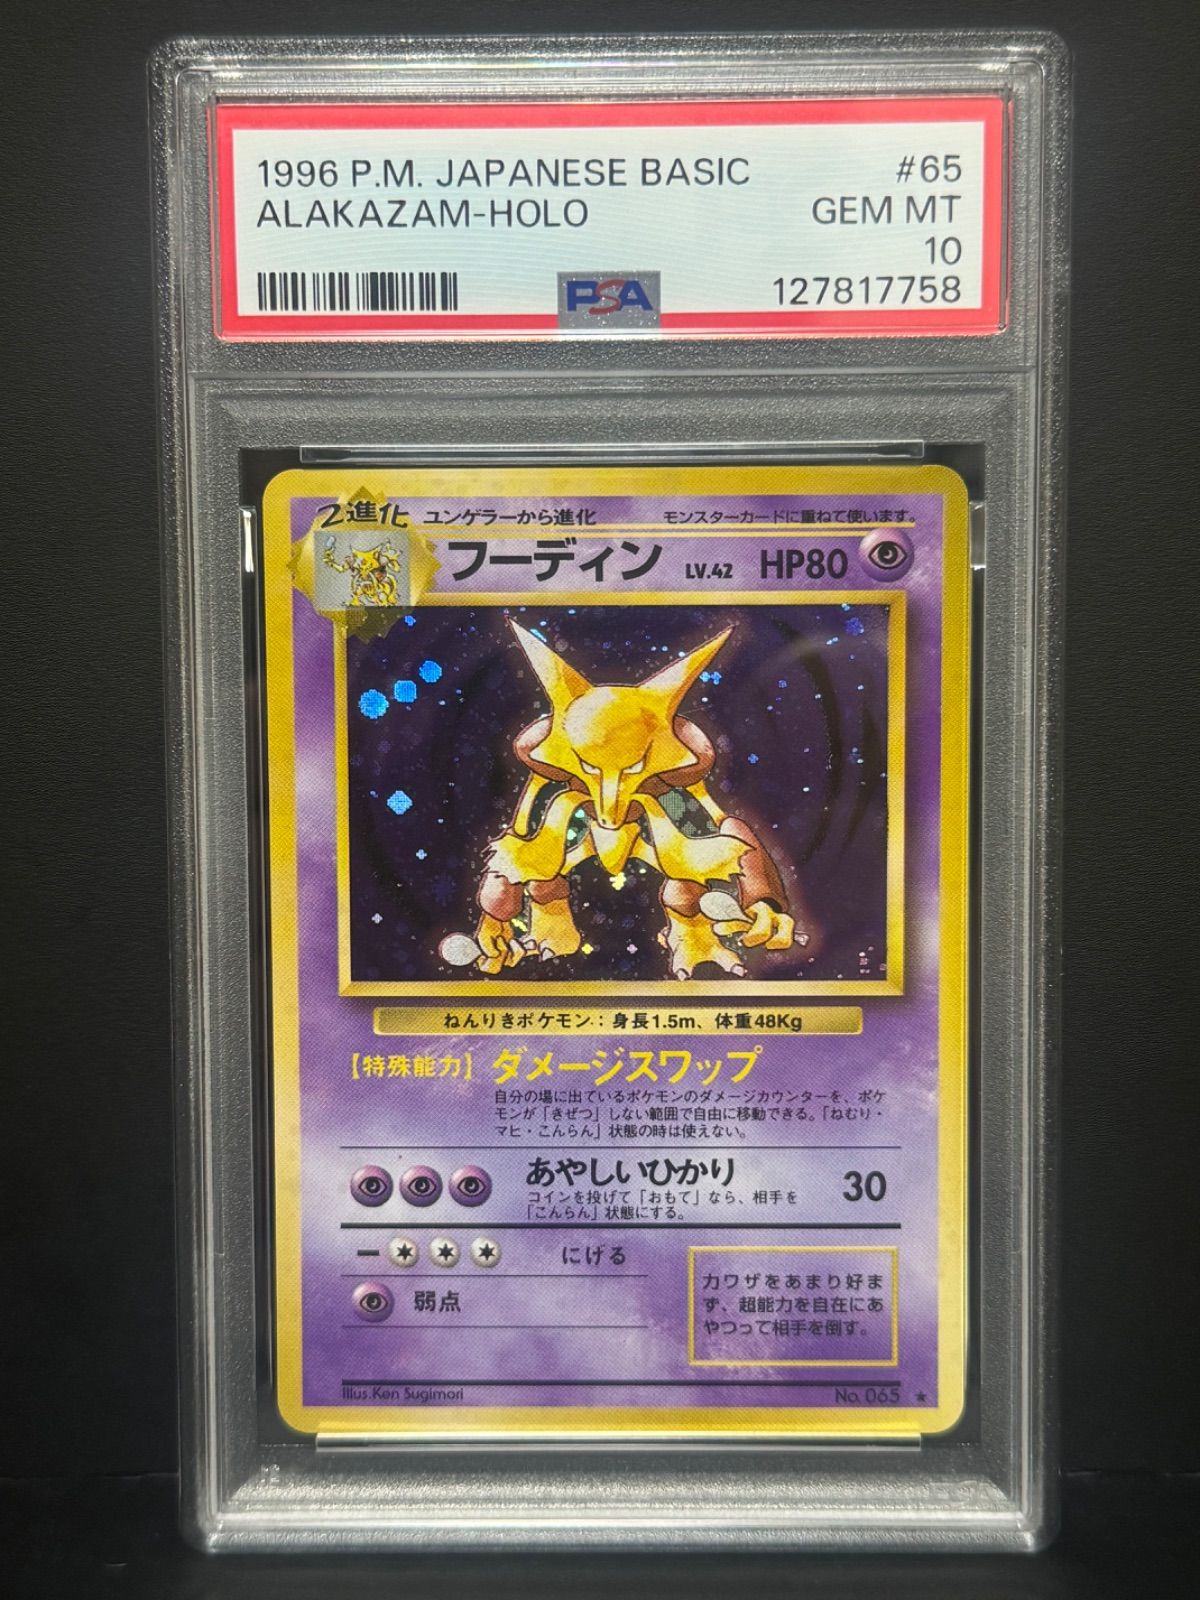 1996 P.M. JAPANESE BASIC #65
ALAKAZAM-HOLO GEM MT
10
PSA 127817758
2進化 ユンゲラーから進化 モンスターカードに重ねて使います。
フーディン LV.42 HP80
ねんりきポケモン:身長1.5m、体重48Kg
【特殊能力】ダメージスワップ
自分の場に出ているポケモンのダメージカウンターを、ポケ
モンが「きぜつ」しない範囲で自由に移動できる。「ねむり・
マヒ・こんらん」状態の時は使えない。
あやしいひかり 30
コインを投げて「おもて」なら、相手を
「こんらん」状態にする。
ー にげる
弱点
力ワザをあまり好ま
ず、超能力を自在にあ
やつって相手を倒す。
Illus.Ken Sugimori No. 065 ★